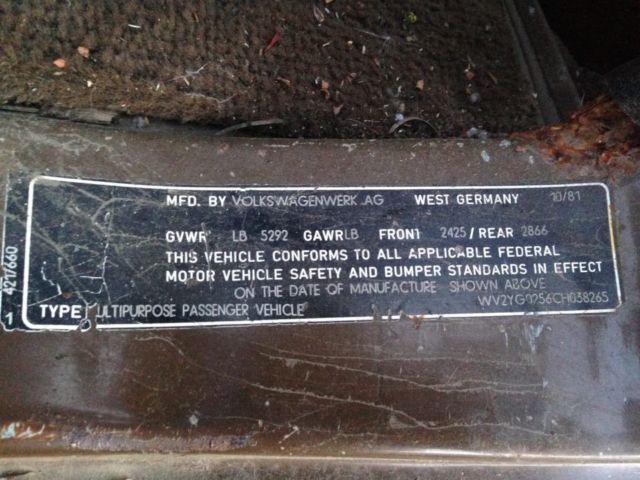 MFD. BY VOLKSWAGENWERK AG WEST GERMANY 10/81
GVWR LB 5292 GAWR LB FRONT 2425 / REAR 2866
THIS VEHICLE CONFORMS TO ALL APPLICABLE FEDERAL
MOTOR VEHICLE SAFETY AND BUMPER STANDARDS IN EFFECT
ON THE DATE OF MANUFACTURE SHOWN ABOVE
WV2YG0256CH038265
TYPE ULTIPURPOSE PASSENGER VEHICLE
1 421/660